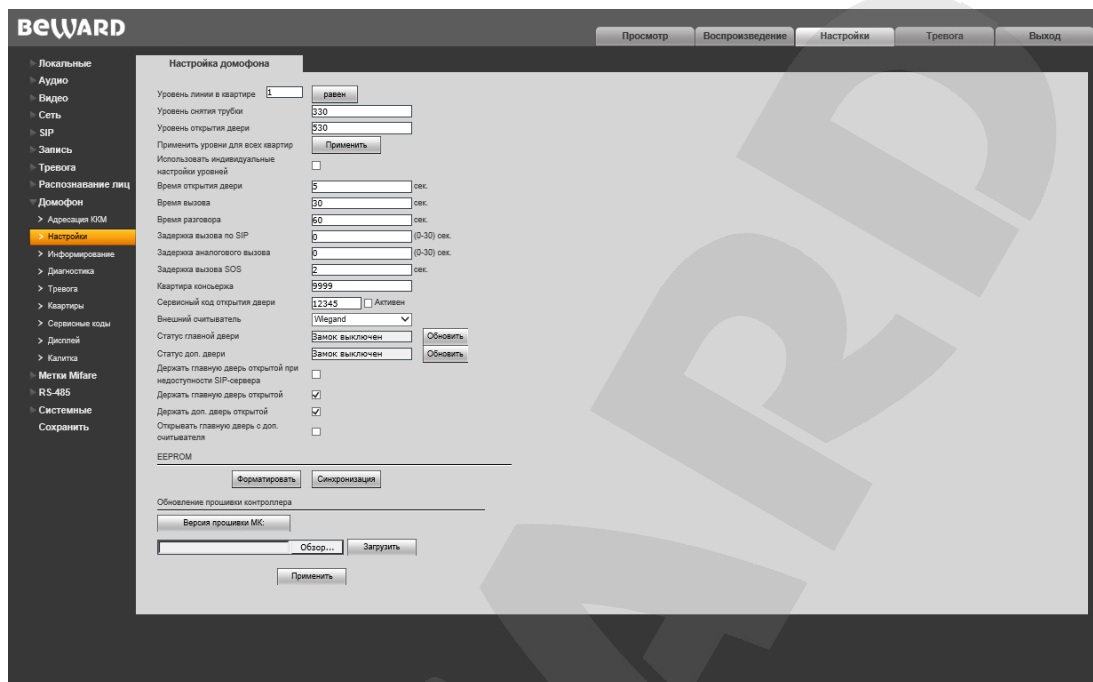 BEWARD
Просмотр
Воспроизведение
Настройки
Тревога
Выход
Локальные
Аудио
Видео
Сеть
SIP
Запись
Тревога
Распознавание лиц
Домофон
Адресация ККМ
Настройки
Информирование
Диагностика
Тревога
Квартиры
Сервисные коды
Дисплей
Калитка
Метки Mifare
RS-485
Системные
Сохранить
Настройка домофона
Уровень линии в квартире 1 равен
Уровень снятия трубки 330
Уровень открытия двери 530
Применить уровни для всех квартир Применить
Использовать индивидуальные
настройки уровней
Время открытия двери 5 сек.
Время вызова 30 сек.
Время разговора 60 сек.
Задержка вызова по SIP 0 (0-30) сек.
Задержка аналогового вызова 0 (0-30) сек.
Задержка вызова SOS 2 сек.
Квартира консьержа 9999
Сервисный код открытия двери 12345 Активен
Внешний считыватель Wiegand
Статус главной двери Замок выключен Обновить
Статус доп. двери Замок выключен Обновить
Держать главную дверь открытой при
недоступности SIP-сервера
Держать главную дверь открытой
Держать доп. дверь открытой
Открывать главную дверь с доп.
считывателя
EEPROM
Форматировать Синхронизация
Обновление прошивки контроллера
Версия прошивки МК:
Обзор... Загрузить
Применить